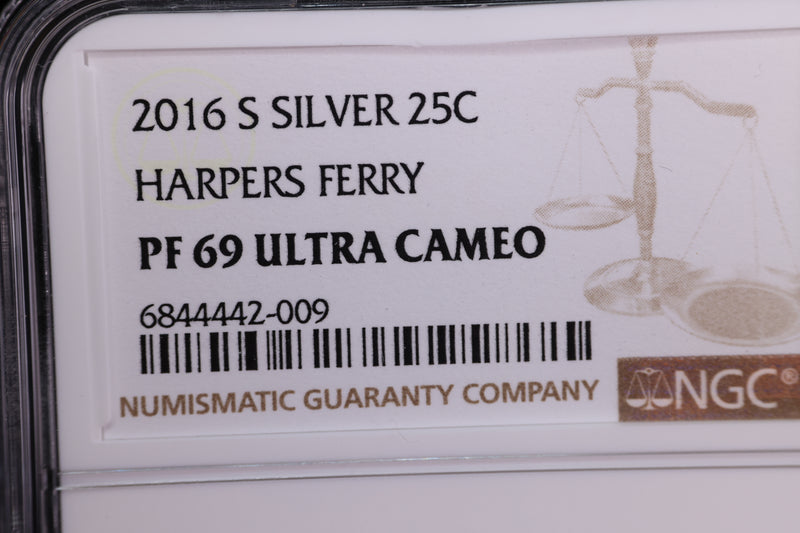 2016 S SILVER 25C
HARPERS FERRY
PF 69 ULTRA CAMEO
6844442-009
NUMISMATIC GUARANTY COMPANY
NGC®